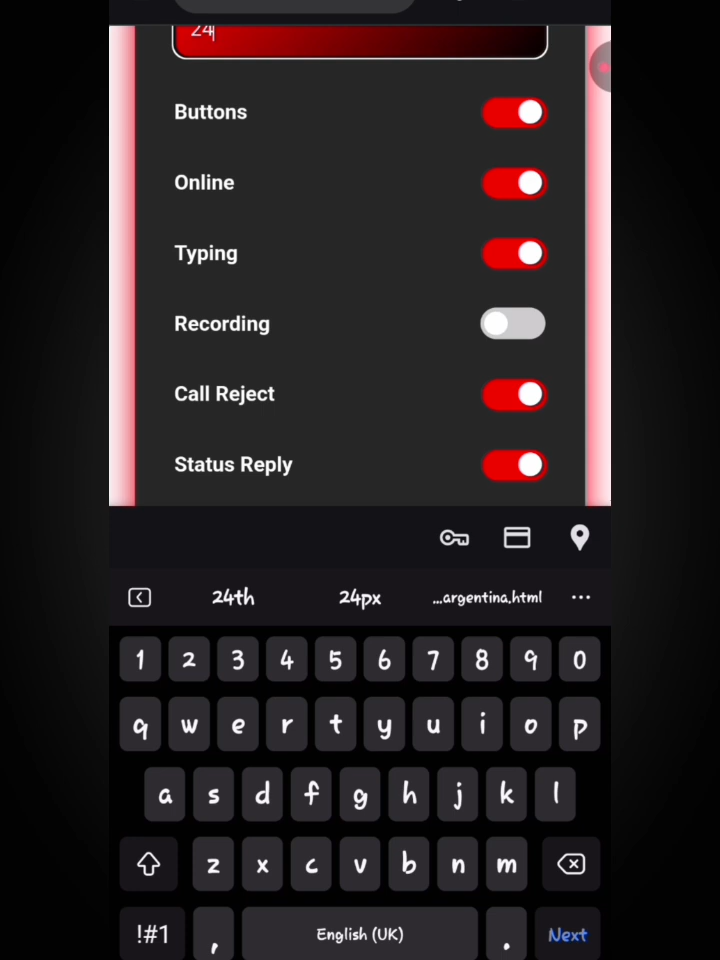 24
Buttons
Online
Typing
Recording
Call Reject
Status Reply
24th 24px ...argentina.html ...
1 2 3 4 5 6 7 8 9 0
q w e r t y u i o p
a s d f g h j k l
z x c v b n m
!#1 , English (UK) . Next